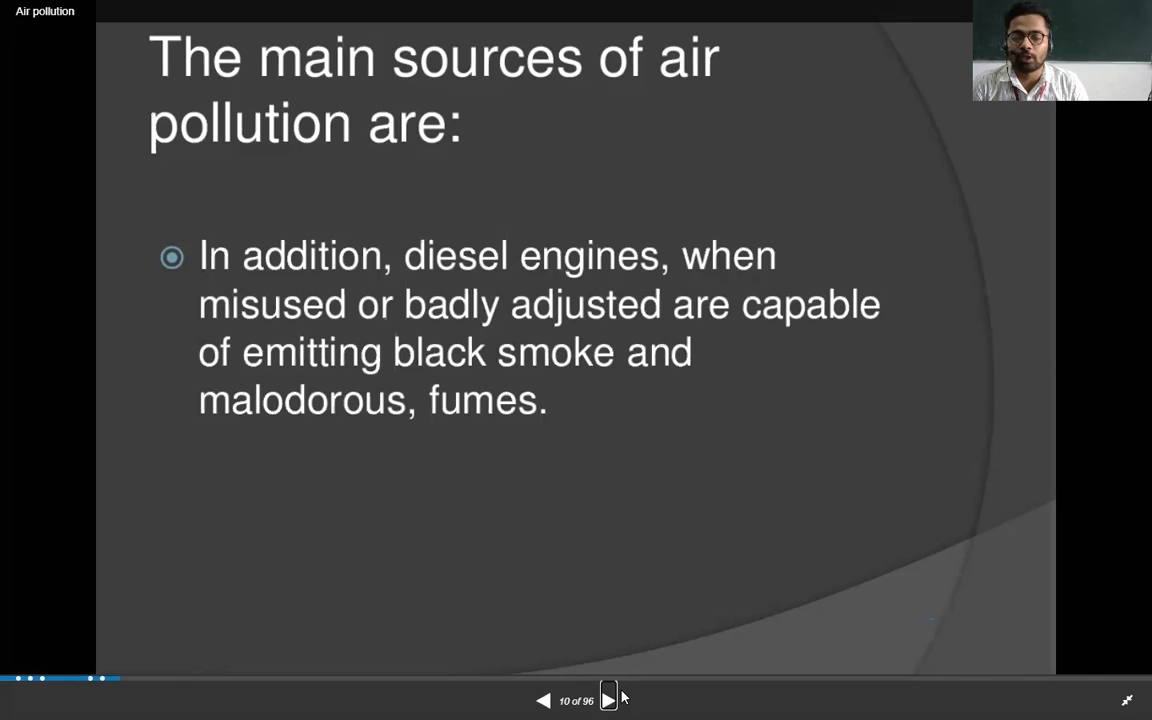 Air pollution
The main sources of air
pollution are:
In addition, diesel engines, when
misused or badly adjusted are capable
of emitting black smoke and
malodorous, fumes.
10 of 96